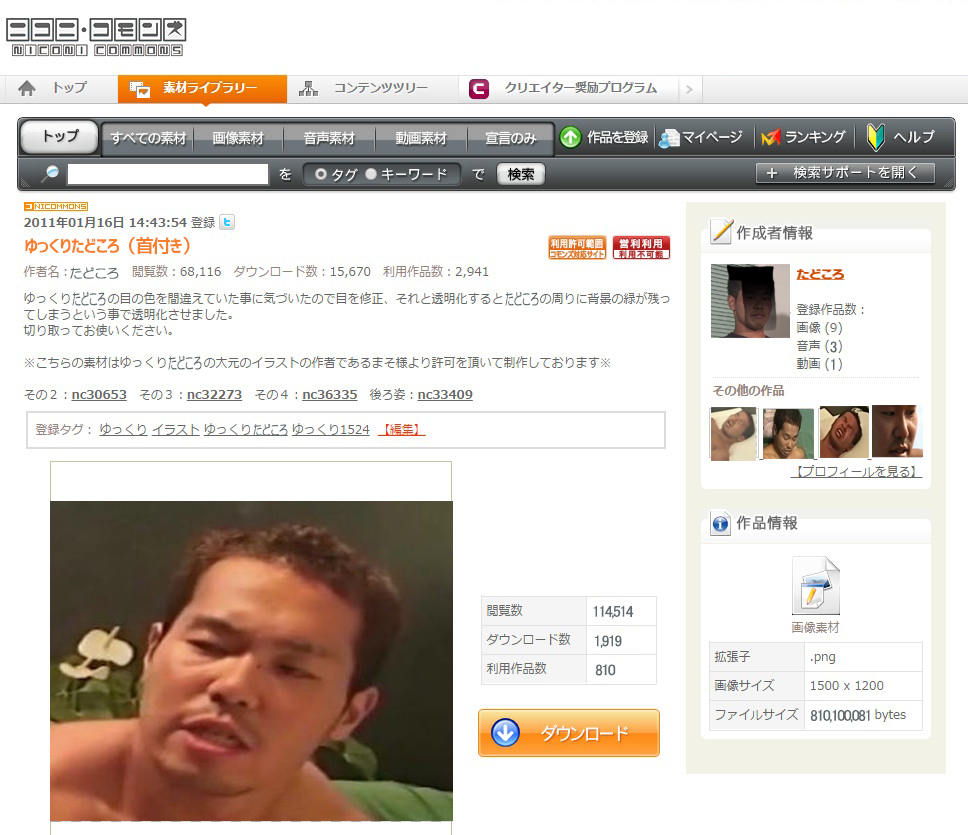 ニコニ・コモンズ
NICONI COMMONS
トップ
素材ライブラリー
コンテンツツリー
クリエイター奨励プログラム
トップ すべての素材 画像素材 音声素材 動画素材 宣言のみ 作品を登録 マイページ ランキング ヘルプ
を タグ キーワード で 検索 + 検索サポートを開く
NICOMMONS
2011年01月16日 14:43:54 登録
ゆっくりたどころ（首付き）
利用許可範囲
コモンズ対応サイト
営利利用
利用不可能
作者名：たどころ 閲覧数：68,116 ダウンロード数：15,670 利用作品数：2,941
ゆっくりたどころの目の色を間違えていた事に気づいたので目を修正、それと透明化するとたどころの周りに背景の緑が残っ
てしまうという事で透明化させました。
切り取ってお使いください。
※こちらの素材はゆっくりたどころの大元のイラストの作者であるまそ様より許可を頂いて制作しております※
その２：nc30653 その３：nc32273 その４：nc36335 後ろ姿：nc33409
登録タグ： ゆっくり イラスト ゆっくりたどころ ゆっくり1524 【編集】
閲覧数 114,514
ダウンロード数 1,919
利用作品数 810
ダウンロード
作成者情報
たどころ
登録作品数：
画像 (9)
音声 (3)
動画 (1)
その他の作品
【プロフィールを見る】
作品情報
画像素材
拡張子 .png
画像サイズ 1500 x 1200
ファイルサイズ 810,100,081 bytes